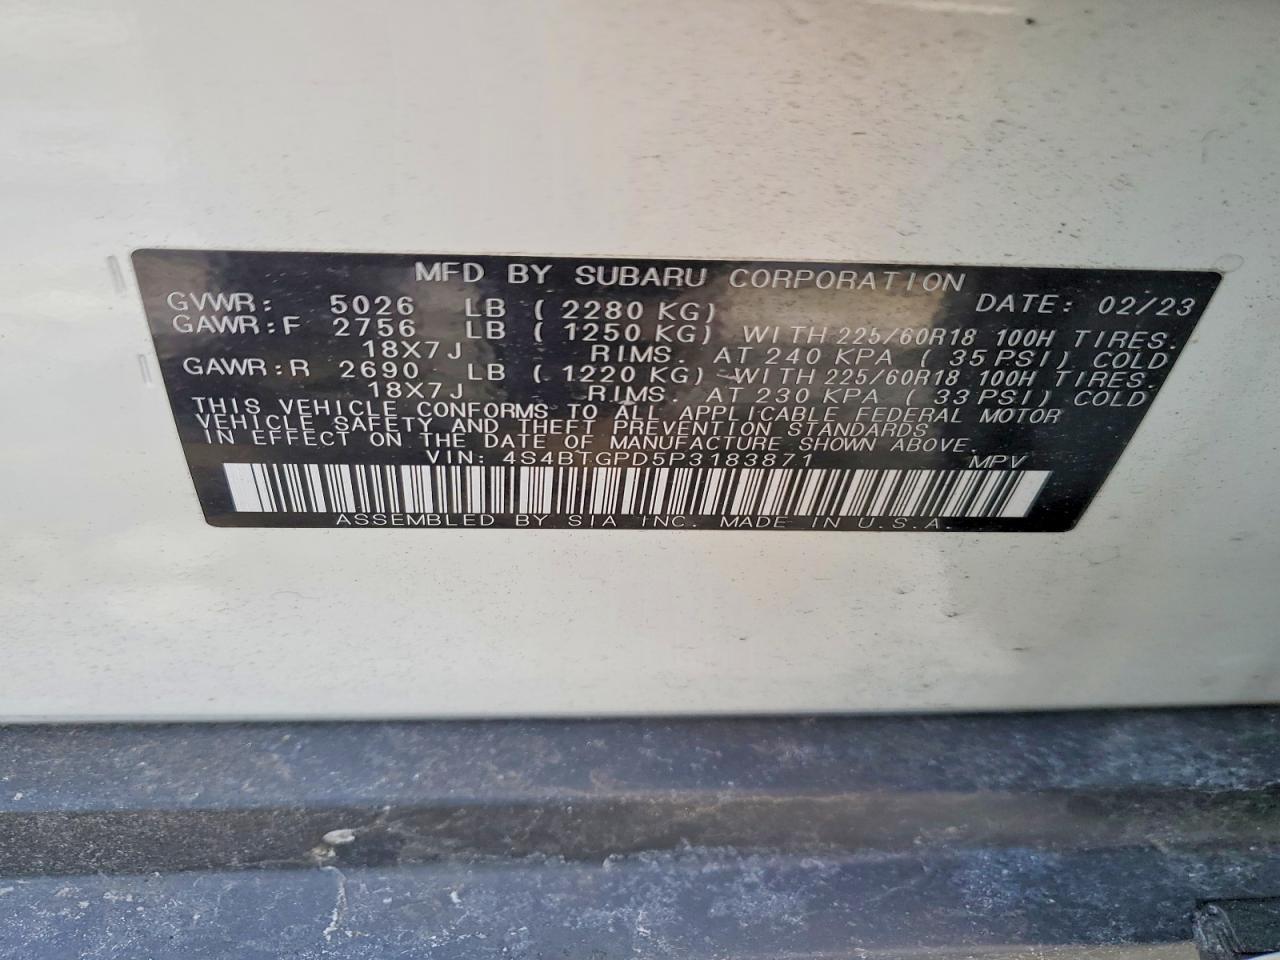 MFD BY SUBARU CORPORATION
GVWR: 5026 LB ( 2280 KG) DATE: 02/23
GAWR:F 2756 LB ( 1250 KG) WITH 225/60R18 100H TIRES.
18X7J RIMS. AT 240 KPA ( 35 PSI) COLD
GAWR:R 2690 LB ( 1220 KG) WITH 225/60R18 100H TIRES.
18X7J RIMS. AT 230 KPA ( 33 PSI) COLD
THIS VEHICLE CONFORMS TO ALL APPLICABLE FEDERAL MOTOR
VEHICLE SAFETY AND THEFT PREVENTION STANDARDS
IN EFFECT ON THE DATE OF MANUFACTURE SHOWN ABOVE.
VIN: 4S4BTGPD5P3183871 MPV
ASSEMBLED BY SIA INC. MADE IN U.S.A.